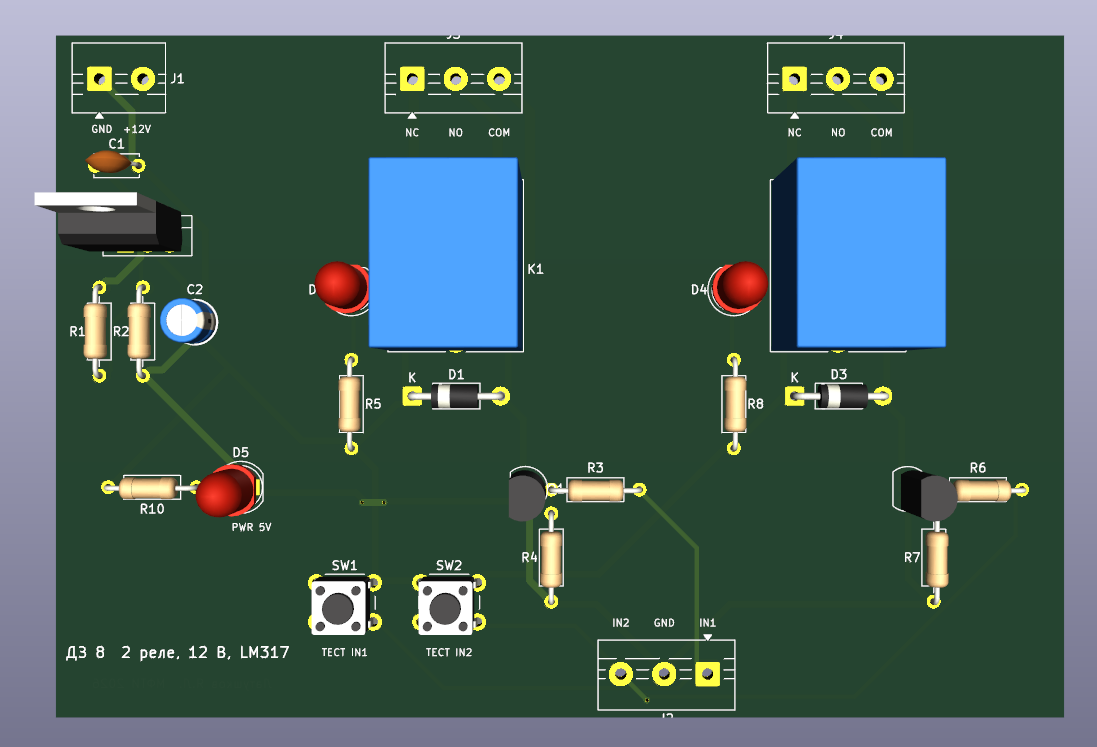 J1
GND +12V
NC NO COM
NC NO COM
C1
K1
D4
C2
R1
R2
K
D1
K
D3
R5
R8
D5
R3
R6
R10
PWR 5V
R4
R7
SW1
SW2
IN2 GND IN1
ТЕСТ IN1
ТЕСТ IN2
ДЗ 8 2 реле, 12 В, LM317